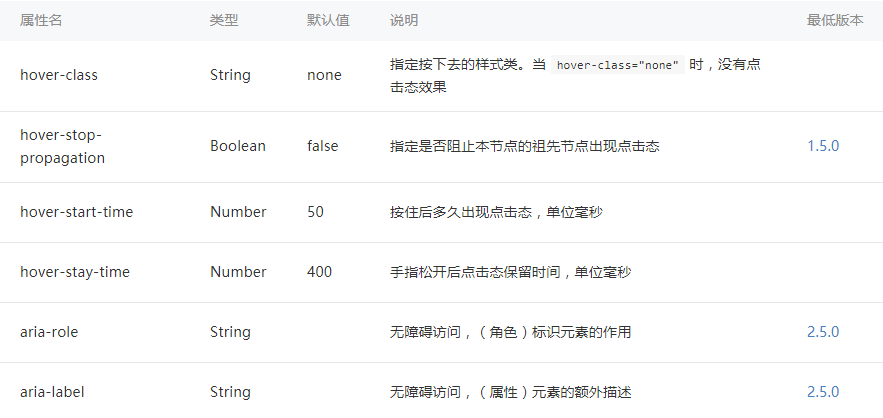 属性名 类型 默认值 说明 最低版本
hover-class String none 指定按下去的样式类。当 hover-class="none" 时，没有点
击态效果
hover-stop-
propagation Boolean false 指定是否阻止本节点的祖先节点出现点击态 1.5.0
hover-start-time Number 50 按住后多久出现点击态，单位毫秒
hover-stay-time Number 400 手指松开后点击态保留时间，单位毫秒
aria-role String 无障碍访问，（角色）标识元素的作用 2.5.0
aria-label String 无障碍访问，（属性）元素的额外描述 2.5.0